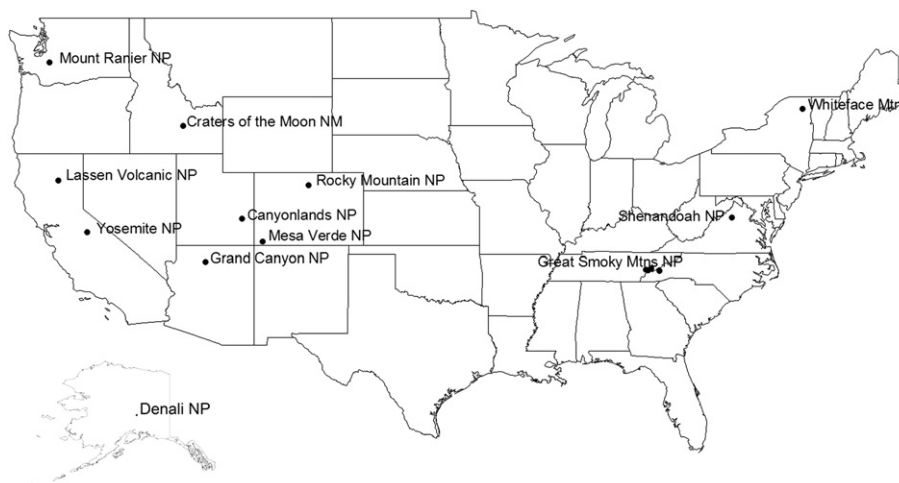 Mount Ranier NP
Whiteface Mtn
Craters of the Moon NM
Lassen Volcanic NP
Rocky Mountain NP
Canyonlands NP
Shenandoah NP
Yosemite NP
Mesa Verde NP
Grand Canyon NP
Great Smoky Mtns NP
Denali NP